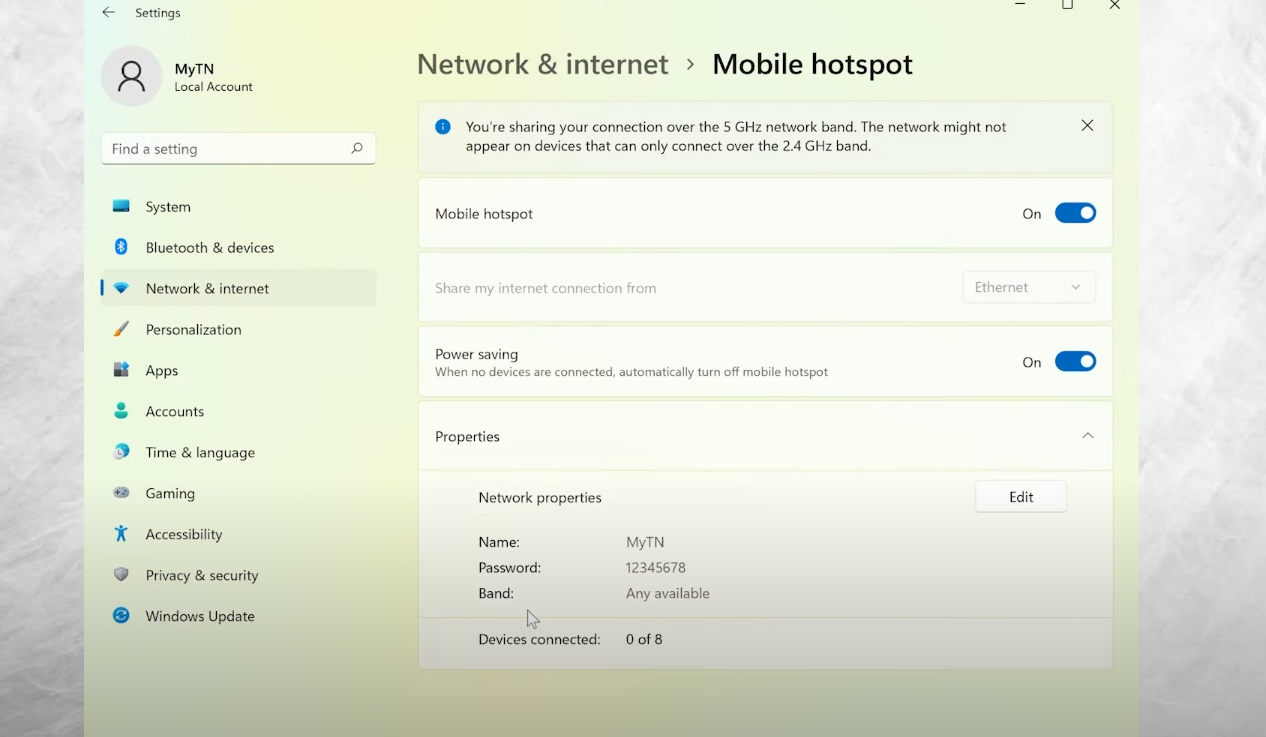 Settings
MyTN
Local Account
Find a setting
System
Bluetooth & devices
Network & internet
Personalization
Apps
Accounts
Time & language
Gaming
Accessibility
Privacy & security
Windows Update
Network & internet > Mobile hotspot
You're sharing your connection over the 5 GHz network band. The network might not
appear on devices that can only connect over the 2.4 GHz band.
Mobile hotspot On
Share my internet connection from Ethernet
Power saving
When no devices are connected, automatically turn off mobile hotspot
On
Properties
Network properties Edit
Name: MyTN
Password: 12345678
Band: Any available
Devices connected: 0 of 8